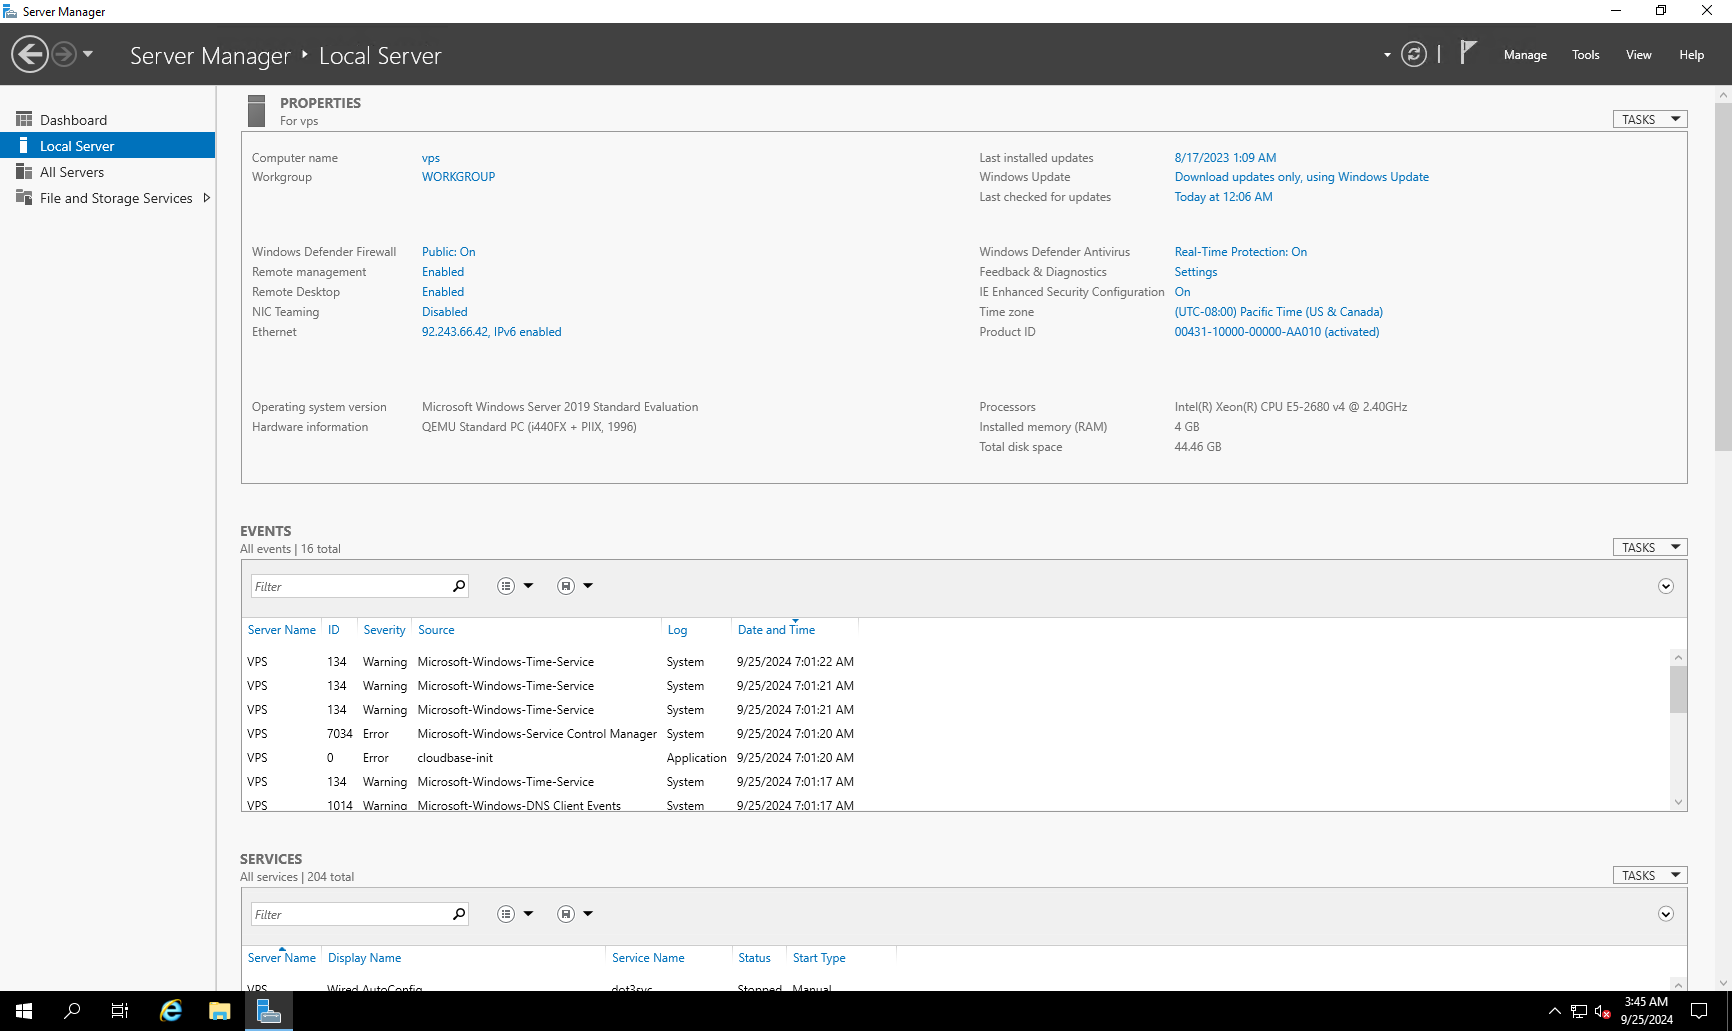 Server Manager
Server Manager ‣ Local Server
Manage Tools View Help
Dashboard
Local Server
All Servers
File and Storage Services
PROPERTIES
For vps
TASKS
Computer name vps
Workgroup WORKGROUP
Last installed updates 8/17/2023 1:09 AM
Windows Update Download updates only, using Windows Update
Last checked for updates Today at 12:06 AM
Windows Defender Firewall Public: On
Remote management Enabled
Remote Desktop Enabled
NIC Teaming Disabled
Ethernet 92.243.66.42, IPv6 enabled
Windows Defender Antivirus Real-Time Protection: On
Feedback & Diagnostics Settings
IE Enhanced Security Configuration On
Time zone (UTC-08:00) Pacific Time (US & Canada)
Product ID 00431-10000-00000-AA010 (activated)
Operating system version Microsoft Windows Server 2019 Standard Evaluation
Hardware information QEMU Standard PC (i440FX + PIIX, 1996)
Processors Intel(R) Xeon(R) CPU E5-2680 v4 @ 2.40GHz
Installed memory (RAM) 4 GB
Total disk space 44.46 GB
EVENTS
All events | 16 total
TASKS
Filter
Server Name ID Severity Source Log Date and Time
VPS 134 Warning Microsoft-Windows-Time-Service System 9/25/2024 7:01:22 AM
VPS 134 Warning Microsoft-Windows-Time-Service System 9/25/2024 7:01:21 AM
VPS 134 Warning Microsoft-Windows-Time-Service System 9/25/2024 7:01:21 AM
VPS 7034 Error Microsoft-Windows-Service Control Manager System 9/25/2024 7:01:20 AM
VPS 0 Error cloudbase-init Application 9/25/2024 7:01:20 AM
VPS 134 Warning Microsoft-Windows-Time-Service System 9/25/2024 7:01:17 AM
VPS 1014 Warning Microsoft-Windows-DNS Client Events System 9/25/2024 7:01:17 AM
SERVICES
All services | 204 total
TASKS
Filter
Server Name Display Name Service Name Status Start Type
VPS Wired AutoConfig dot3svc Stopped Manual
3:45 AM
9/25/2024